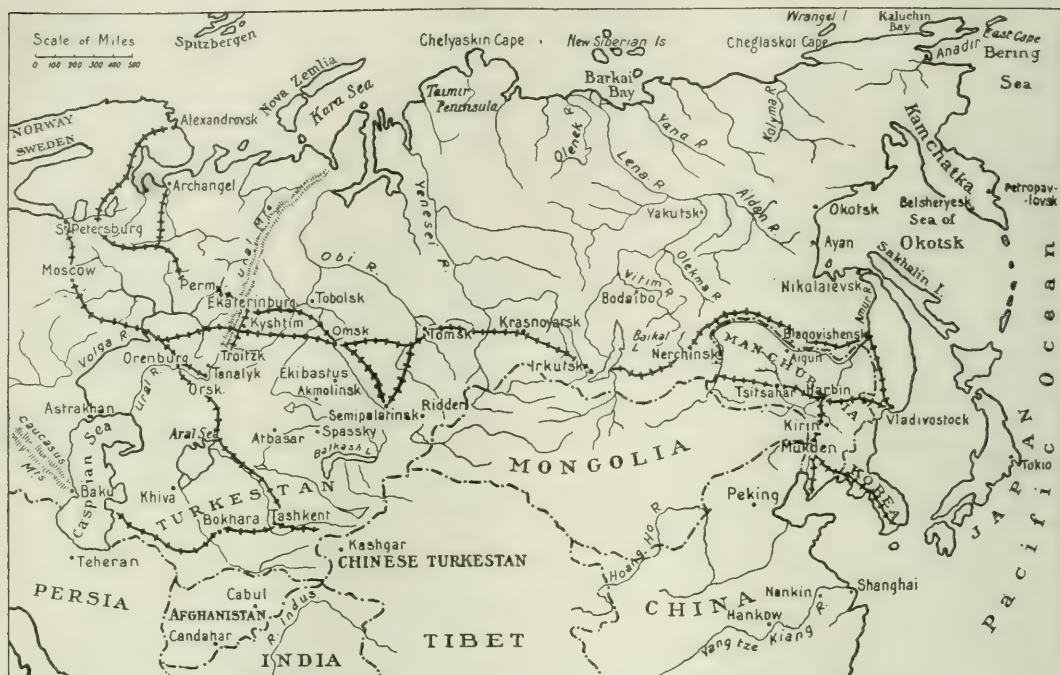 Scale of Miles
0 100 200 300 400 500
Spitzbergen
Nova Zemlia
Kara Sea
Chelyaskin Cape
New Siberian Is
Cheglaskoi Cape
Wrangel I
Kaluchin
Bay
East Cape
Anadir
Bering
Sea
Taimir
Peninsula
Barkai
Bay
Olenek R
Lena R
Yana R
Kolyma R
Aldan R.
Kamchatka
Petropav-
lovsk
NORWAY
SWEDEN
Alexandrovsk
Archangel
St. Petersburg
Moscow
Ural Mts
Yenesei R.
Obi R.
Yakutsk
Okotsk
Belsheryesk
Sea of
Okotsk
Ayan
Sakhalin I.
Nikolaievsk
Amur R.
Perm
Ekaterinburg
Kyshtim
Tobolsk
Omsk
Tomsk
Krasnoyarsk
Vitim R
Bodaibo
Olekma R
Baikal
L
Irkutsk
Nerchinsk
Blagovishensk
Aigun
MANCHURIA
Tsitsahar
Harbin
Kirin
Mukden
Vladivostock
KOREA
Volga R
Orenburg
Troitzk
Tanalyk
Orsk.
Ural R.
Ekibastus
Akmolinsk
Semipalatinsk
Ridder
Astrakhan
Caucasus
Mts
Caspian Sea
Baku
Aral Sea
Atbasar
Spassky
Balkash L
MONGOLIA
Khiva
TURKESTAN
Bokhara
Tashkent
Teheran
Kashgar
CHINESE TURKESTAN
Peking
Hoang Ho R
Tokio
JAPAN
Pacific Ocean
PERSIA
Cabul
AFGHANISTAN
Candahar
R. Indus
INDIA
TIBET
CHINA
Nankin
Hankow
Shanghai
Yang tze Kiang R.